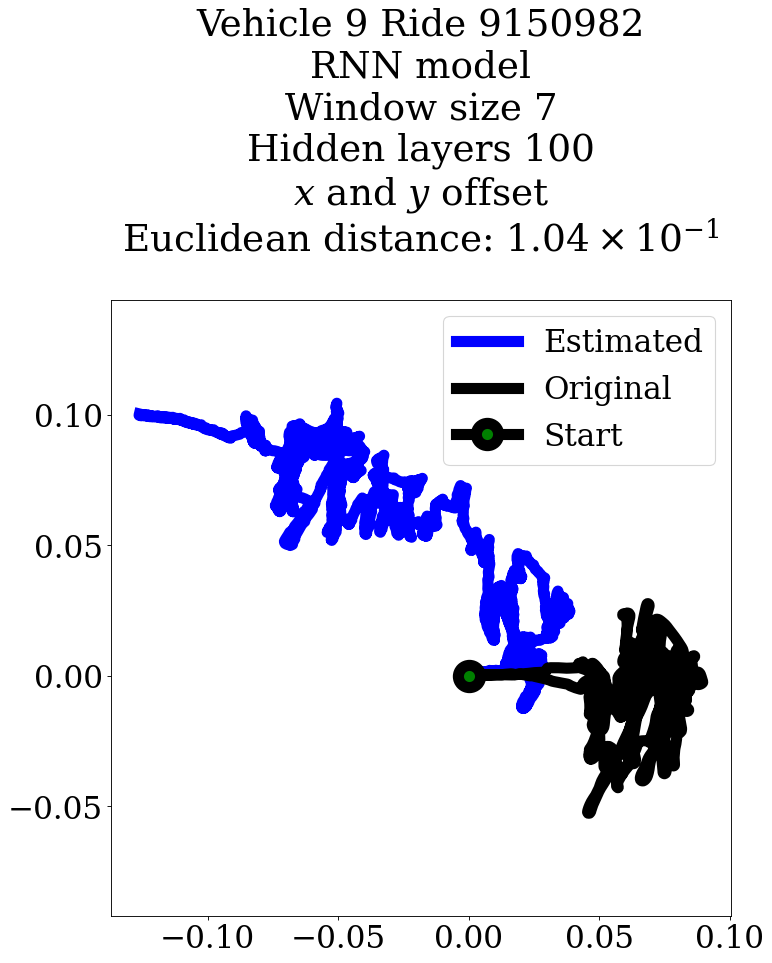 Vehicle 9 Ride 9150982
RNN model
Window size 7
Hidden layers 100
x and y offset
Euclidean distance: 1.04 × 10⁻¹
Estimated
Original
Start
0.10
0.05
0.00
−0.05
−0.10 −0.05 0.00 0.05 0.10